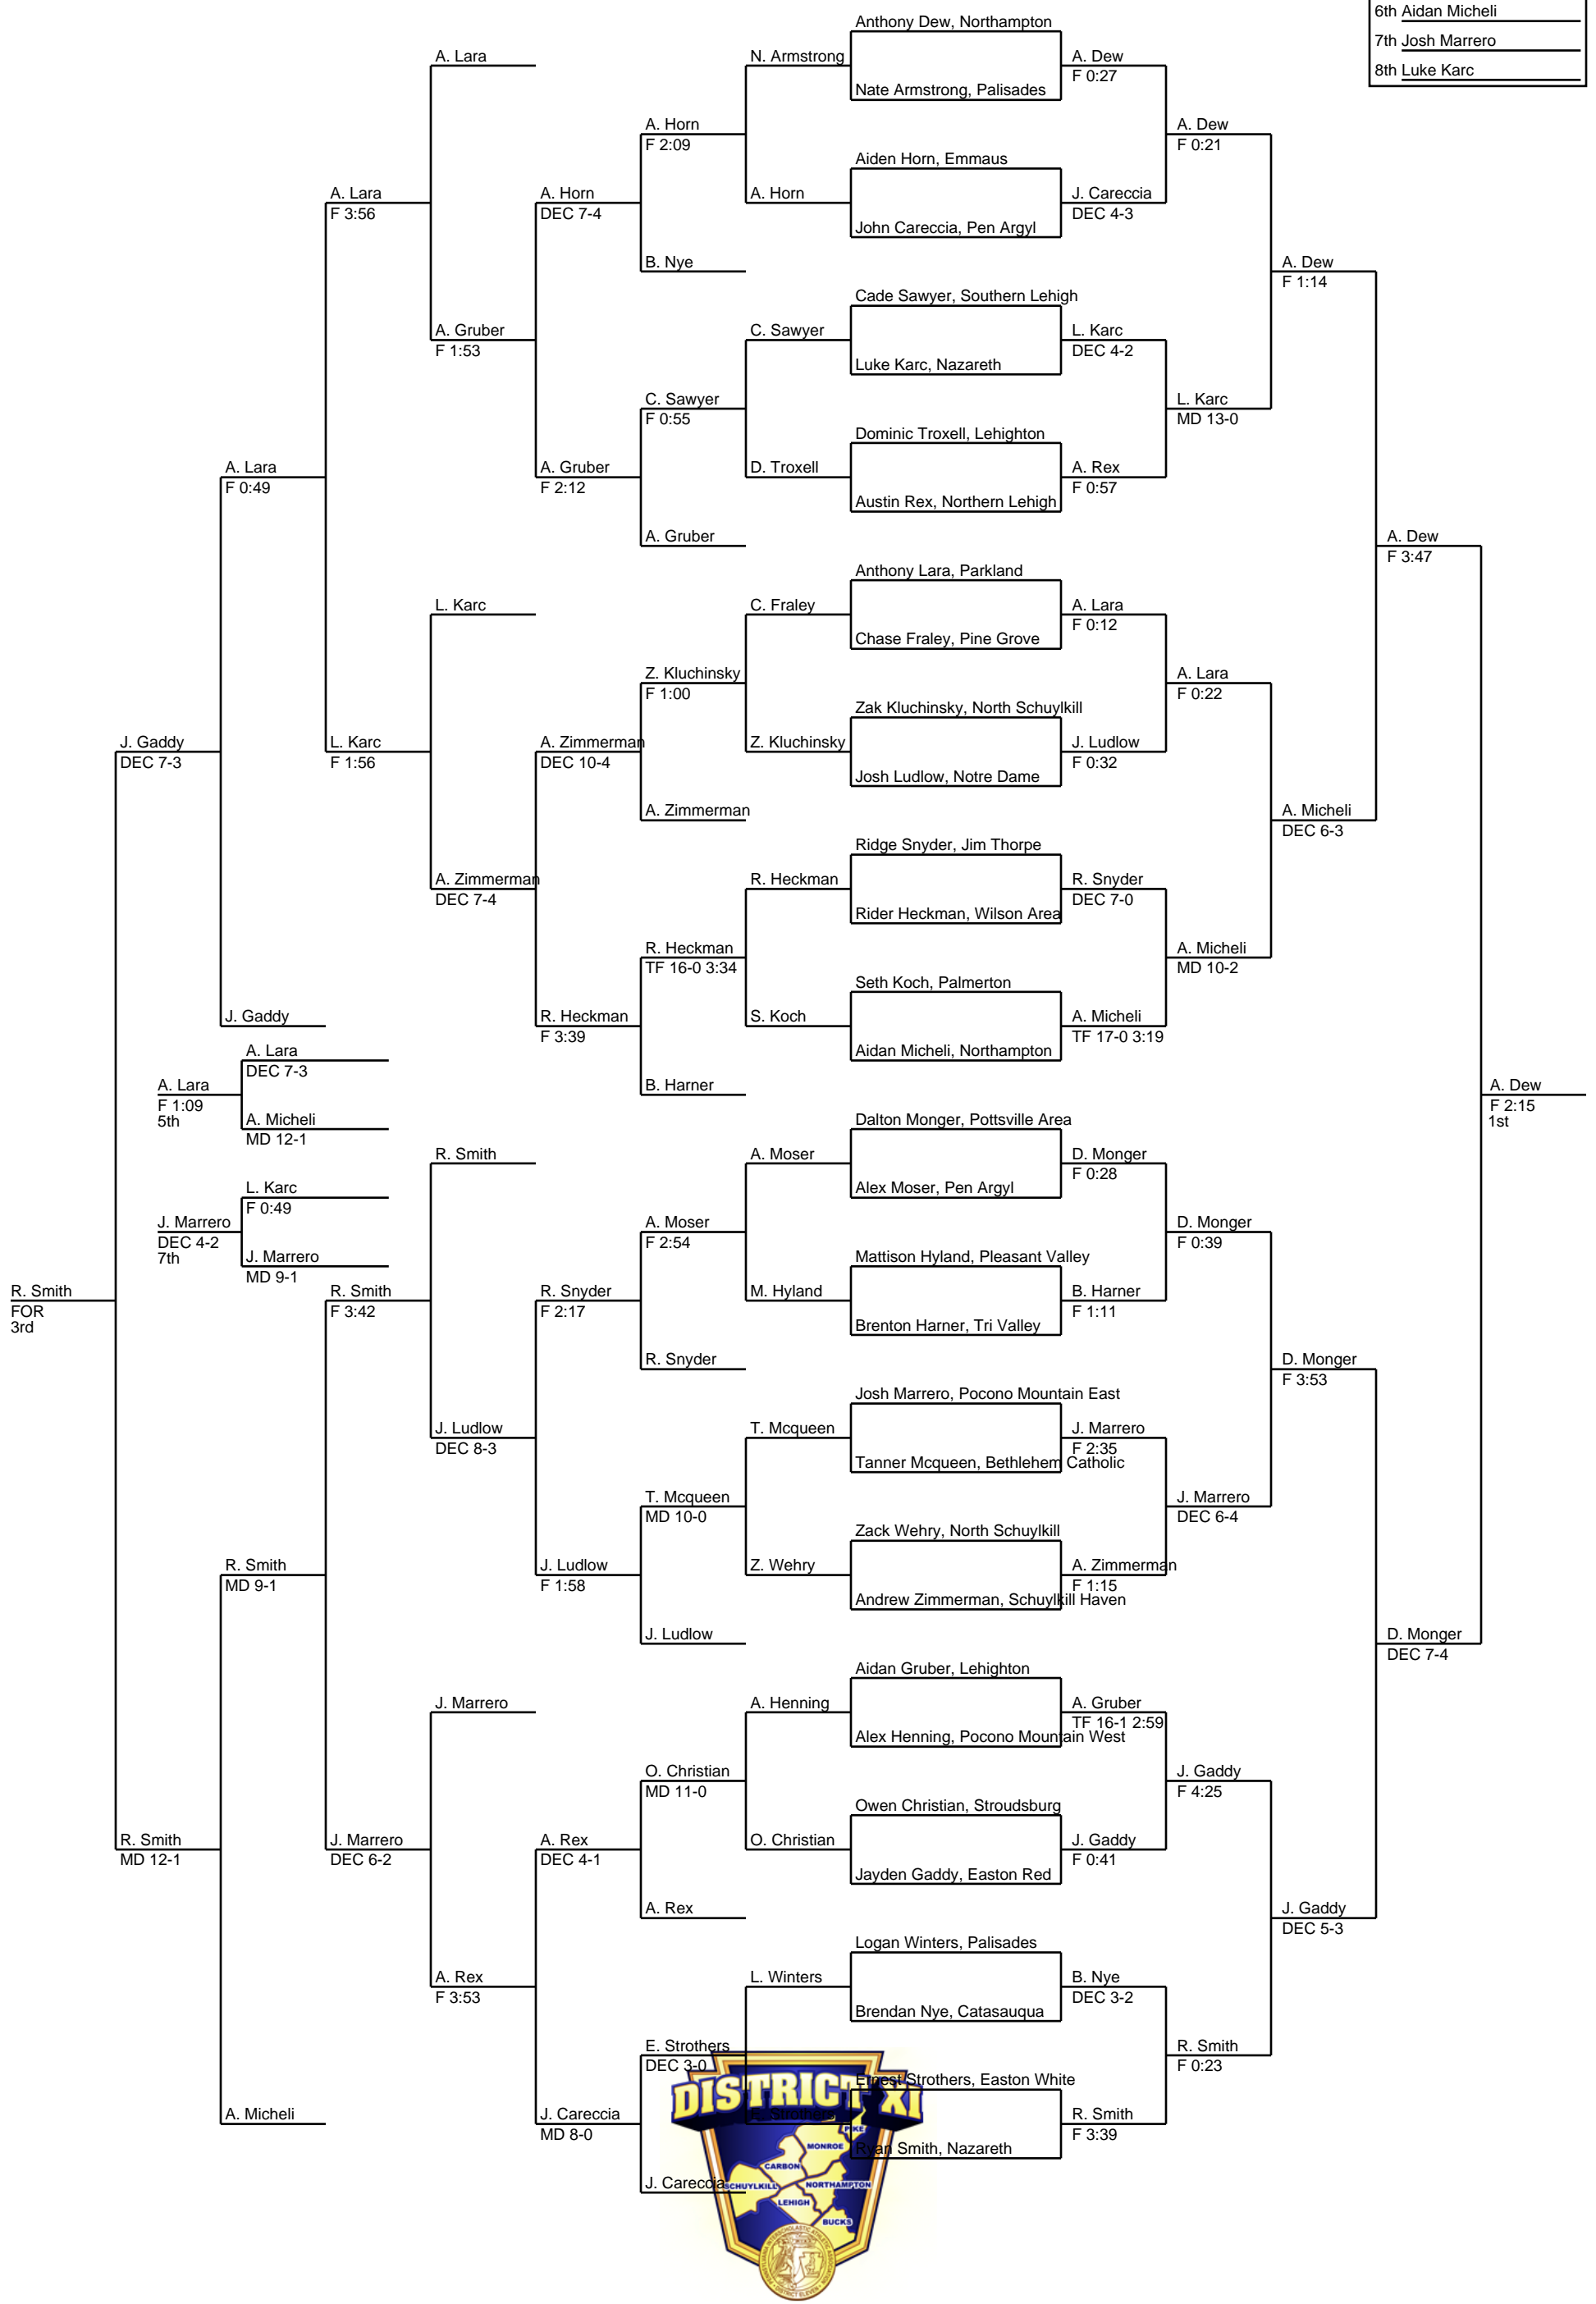 6th Aidan Micheli
7th Josh Marrero
8th Luke Karc
Anthony Dew, Northampton
Nate Armstrong, Palisades
Aiden Horn, Emmaus
John Careccia, Pen Argyl
Cade Sawyer, Southern Lehigh
Luke Karc, Nazareth
Dominic Troxell, Lehighton
Austin Rex, Northern Lehigh
Anthony Lara, Parkland
Chase Fraley, Pine Grove
Zak Kluchinsky, North Schuylkill
Josh Ludlow, Notre Dame
Ridge Snyder, Jim Thorpe
Rider Heckman, Wilson Area
Seth Koch, Palmerton
Aidan Micheli, Northampton
Dalton Monger, Pottsville Area
Alex Moser, Pen Argyl
Mattison Hyland, Pleasant Valley
Brenton Harner, Tri Valley
Josh Marrero, Pocono Mountain East
Tanner Mcqueen, Bethlehem Catholic
Zack Wehry, North Schuylkill
Andrew Zimmerman, Schuylkill Haven
Aidan Gruber, Lehighton
Alex Henning, Pocono Mountain West
Owen Christian, Stroudsburg
Jayden Gaddy, Easton Red
Logan Winters, Palisades
Brendan Nye, Catasauqua
Ernest Strothers, Easton White
Ryan Smith, Nazareth
A. Dew
F 0:27
J. Careccia
DEC 4-3
L. Karc
DEC 4-2
A. Rex
F 0:57
A. Lara
F 0:12
J. Ludlow
F 0:32
R. Snyder
DEC 7-0
A. Micheli
TF 17-0 3:19
D. Monger
F 0:28
B. Harner
F 1:11
J. Marrero
F 2:35
A. Zimmerman
F 1:15
A. Gruber
TF 16-1 2:59
J. Gaddy
F 0:41
B. Nye
DEC 3-2
R. Smith
F 3:39
A. Dew
F 0:21
L. Karc
MD 13-0
A. Lara
F 0:22
A. Micheli
MD 10-2
D. Monger
F 0:39
J. Marrero
DEC 6-4
J. Gaddy
F 4:25
R. Smith
F 0:23
A. Dew
F 1:14
A. Micheli
DEC 6-3
D. Monger
F 3:53
J. Gaddy
DEC 5-3
A. Dew
F 3:47
D. Monger
DEC 7-4
A. Dew
F 2:15
1st
N. Armstrong
A. Horn
C. Sawyer
D. Troxell
C. Fraley
Z. Kluchinsky
R. Heckman
S. Koch
A. Moser
M. Hyland
T. Mcqueen
Z. Wehry
A. Henning
O. Christian
L. Winters
E. Strothers
A. Horn
F 2:09
B. Nye
C. Sawyer
F 0:55
A. Gruber
Z. Kluchinsky
F 1:00
A. Zimmerman
R. Heckman
TF 16-0 3:34
B. Harner
A. Moser
F 2:54
R. Snyder
T. Mcqueen
MD 10-0
J. Ludlow
O. Christian
MD 11-0
A. Rex
E. Strothers
DEC 3-0
J. Careccia
A. Horn
DEC 7-4
A. Gruber
F 2:12
A. Zimmerman
DEC 10-4
R. Heckman
F 3:39
R. Snyder
F 2:17
J. Ludlow
F 1:58
A. Rex
DEC 4-1
J. Careccia
MD 8-0
A. Lara
A. Gruber
F 1:53
L. Karc
A. Zimmerman
DEC 7-4
R. Smith
J. Ludlow
DEC 8-3
J. Marrero
A. Rex
F 3:53
A. Lara
F 3:56
L. Karc
F 1:56
R. Smith
F 3:42
J. Marrero
DEC 6-2
A. Lara
F 0:49
J. Gaddy
R. Smith
MD 9-1
A. Micheli
J. Gaddy
DEC 7-3
R. Smith
MD 12-1
R. Smith
FOR
3rd
A. Lara
DEC 7-3
A. Micheli
MD 12-1
A. Lara
F 1:09
5th
L. Karc
F 0:49
J. Marrero
MD 9-1
J. Marrero
DEC 4-2
7th
DISTRICT XI
PIKE
MONROE
CARBON
SCHUYLKILL
NORTHAMPTON
LEHIGH
BUCKS